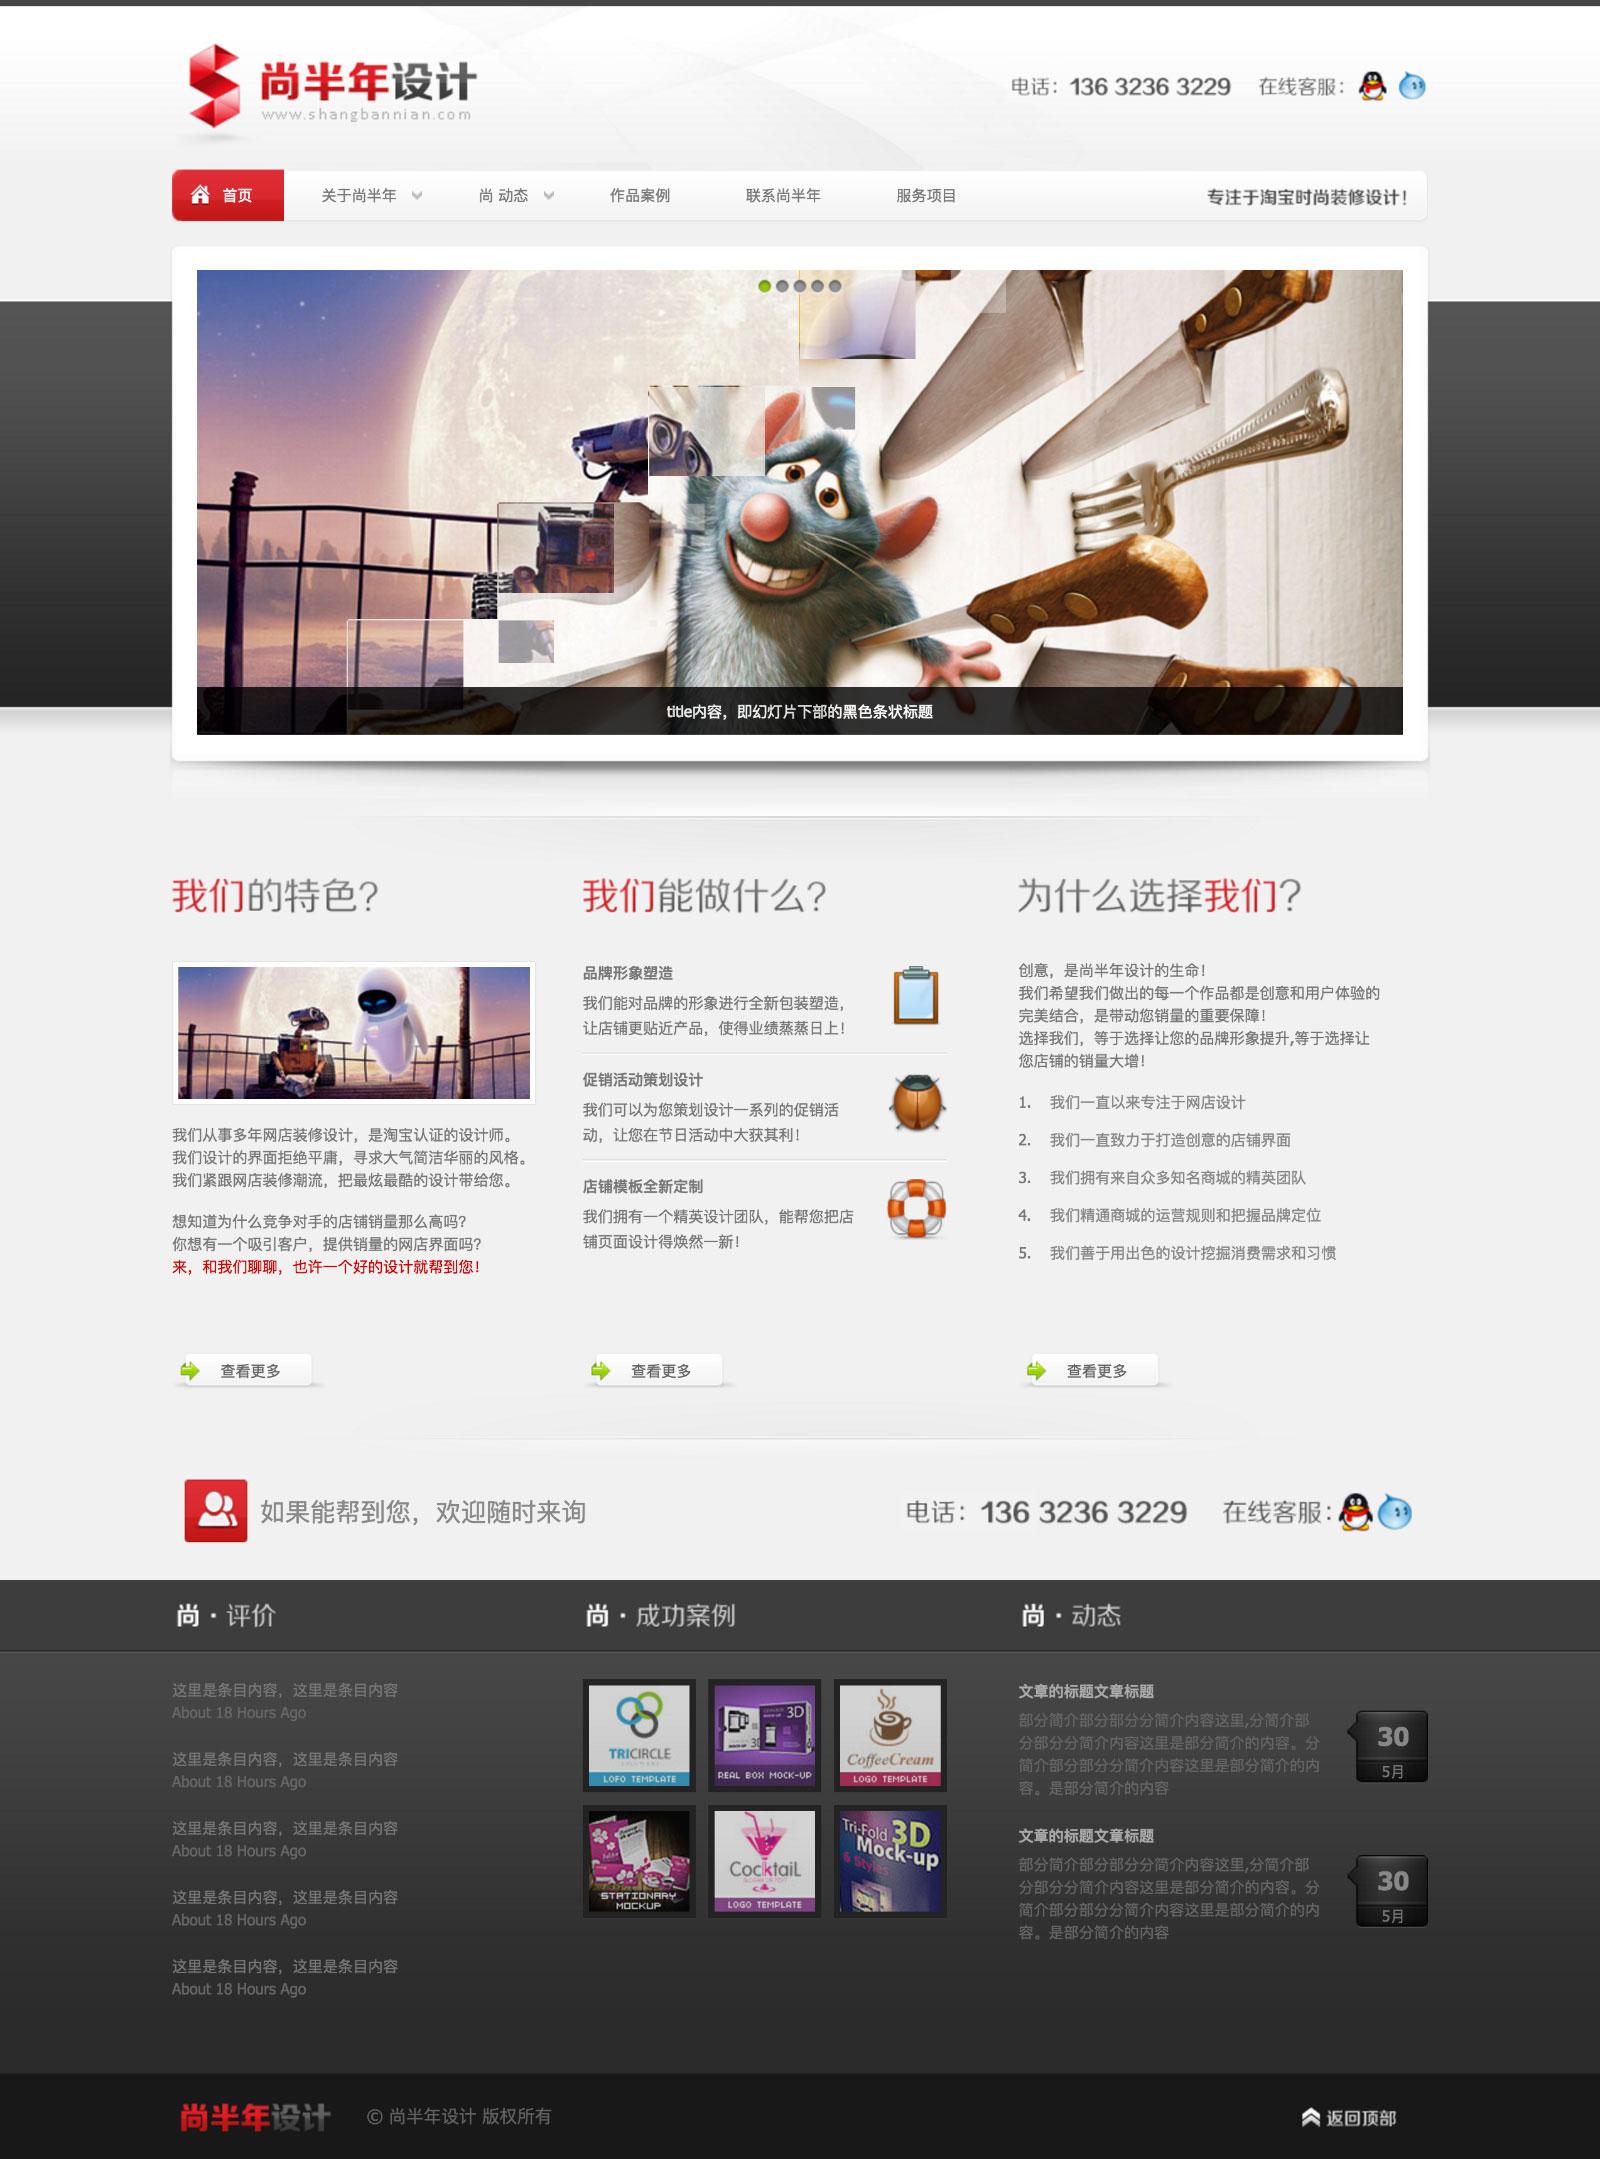 尚半年设计
www.shangbannian.com
电话：136 3236 3229 在线客服：
首页 关于尚半年 尚 动态 作品案例 联系尚半年 服务项目 专注于淘宝时尚装修设计！
title内容，即幻灯片下部的黑色条状标题
我们的特色？
我们从事多年网店装修设计，是淘宝认证的设计师。
我们设计的界面拒绝平庸，寻求大气简洁华丽的风格。
我们紧跟网店装修潮流，把最炫最酷的设计带给您。
想知道为什么竞争对手的店铺销量那么高吗？
你想有一个吸引客户，提供销量的网店界面吗？
来，和我们聊聊，也许一个好的设计就帮到您！
查看更多
我们能做什么？
品牌形象塑造
我们能对品牌的形象进行全新包装塑造，
让店铺更贴近产品，使得业绩蒸蒸日上！
促销活动策划设计
我们可以为您策划设计一系列的促销活
动，让您在节日活动中大获其利！
店铺模板全新定制
我们拥有一个精英设计团队，能帮您把店
铺页面设计得焕然一新！
查看更多
为什么选择我们？
创意，是尚半年设计的生命！
我们希望我们做出的每一个作品都是创意和用户体验的
完美结合，是带动您销量的重要保障！
选择我们，等于选择让您的品牌形象提升,等于选择让
您店铺的销量大增！
1. 我们一直以来专注于网店设计
2. 我们一直致力于打造创意的店铺界面
3. 我们拥有来自众多知名商城的精英团队
4. 我们精通商城的运营规则和把握品牌定位
5. 我们善于用出色的设计挖掘消费需求和习惯
查看更多
如果能帮到您，欢迎随时来询
电话：136 3236 3229 在线客服：
尚·评价
这里是条目内容，这里是条目内容
About 18 Hours Ago
这里是条目内容，这里是条目内容
About 18 Hours Ago
这里是条目内容，这里是条目内容
About 18 Hours Ago
这里是条目内容，这里是条目内容
About 18 Hours Ago
这里是条目内容，这里是条目内容
About 18 Hours Ago
尚·成功案例
TRICIRCLE
LOFO TEMPLATE
3D
REAL BOX MOCK-UP
CoffeeCream
LOGO TEMPLATE
STATIONARY
MOCKUP
CocktaiL
LOGO TEMPLATE
Tri-Fold 3D
Mock-up
6 Styles
尚·动态
文章的标题文章标题
部分简介部分部分分简介内容这里,分简介部
分部分分简介内容这里是部分简介的内容。分
简介部分部分分简介内容这里是部分简介的内
容。是部分简介的内容
30
5月
文章的标题文章标题
部分简介部分部分分简介内容这里,分简介部
分部分分简介内容这里是部分简介的内容。分
简介部分部分分简介内容这里是部分简介的内
容。是部分简介的内容
30
5月
尚半年设计 © 尚半年设计 版权所有 返回顶部